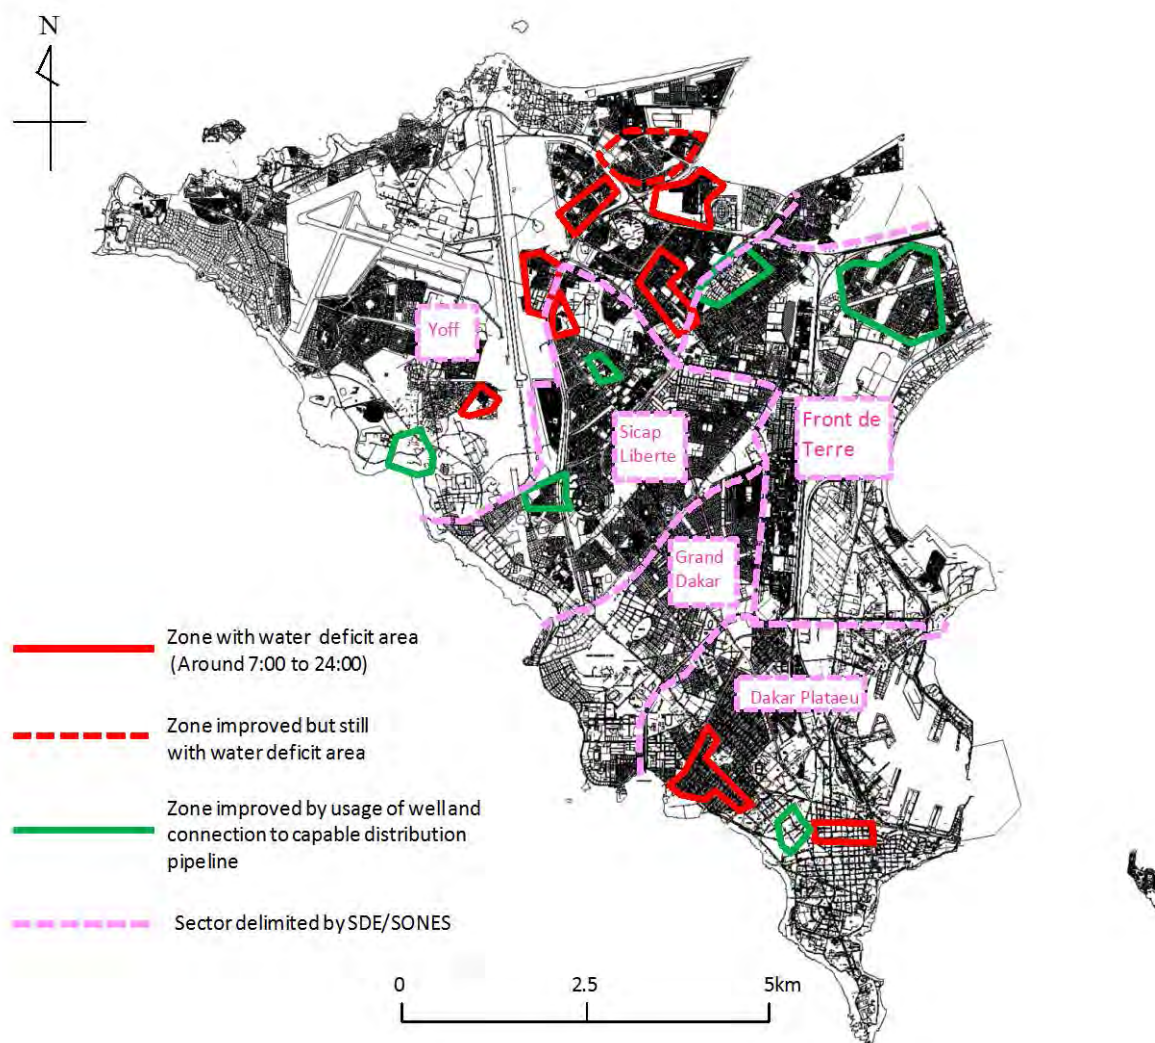 N
Yoff
Sicap
Liberte
Front de
Terre
Grand
Dakar
Dakar Plataeu
Zone with water deficit area
(Around 7:00 to 24:00)
Zone improved but still
with water deficit area
Zone improved by usage of well and
connection to capable distribution
pipeline
Sector delimited by SDE/SONES
0 2.5 5km